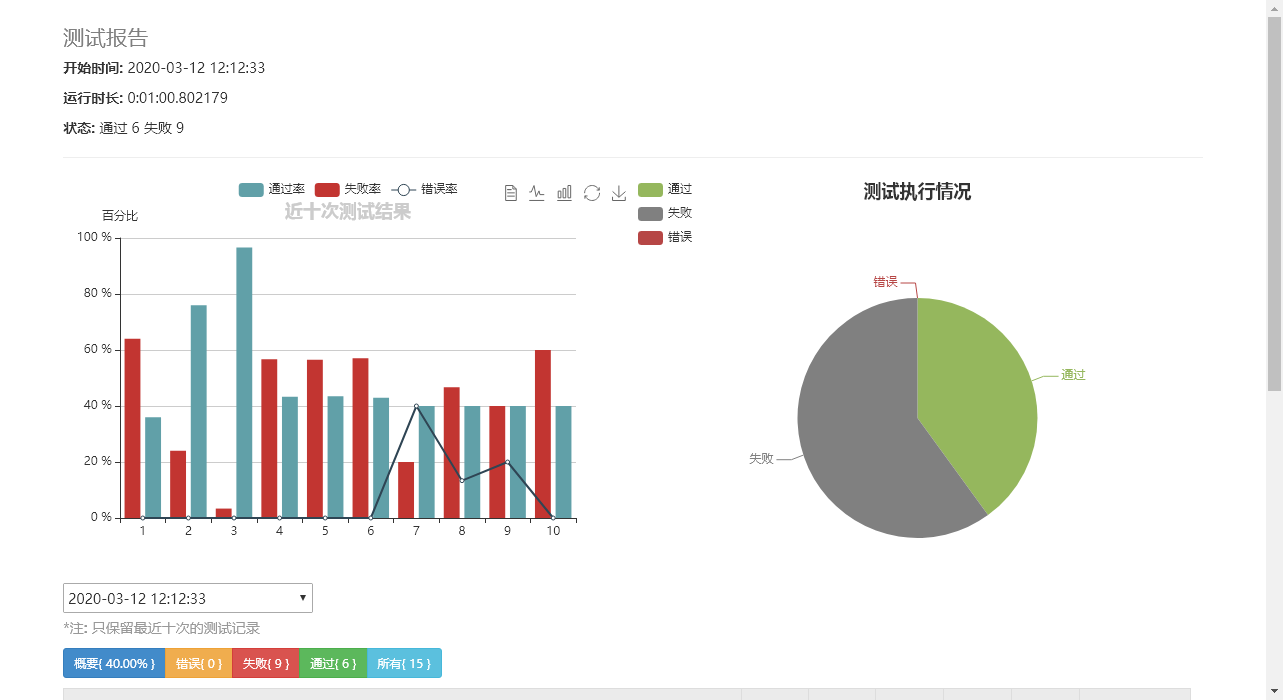 测试报告
开始时间: 2020-03-12 12:12:33
运行时长: 0:01:00.802179
状态: 通过 6 失败 9
通过率 失败率 错误率
近十次测试结果
百分比
100 %
80 %
60 %
40 %
20 %
0 %
1 2 3 4 5 6 7 8 9 10
通过
失败
错误
测试执行情况
错误
通过
失败
2020-03-12 12:12:33
*注: 只保留最近十次的测试记录
概要{ 40.00% } 错误{ 0 } 失败{ 9 } 通过{ 6 } 所有{ 15 }